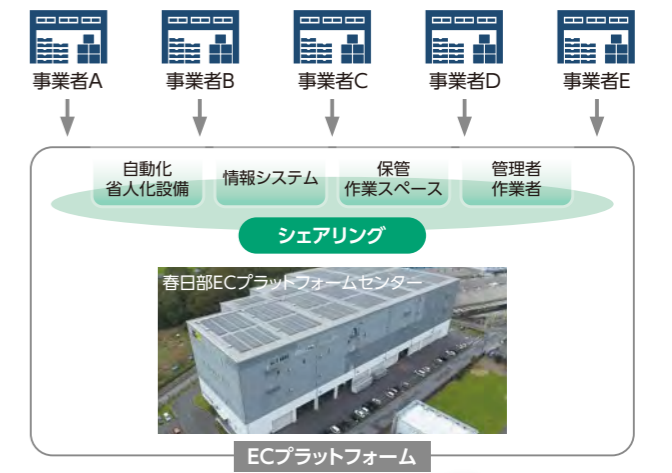 事業者A
事業者B
事業者C
事業者D
事業者E
自動化
省人化設備
情報システム
保管
作業スペース
管理者
作業者
シェアリング
春日部ECプラットフォームセンター
ECプラットフォーム